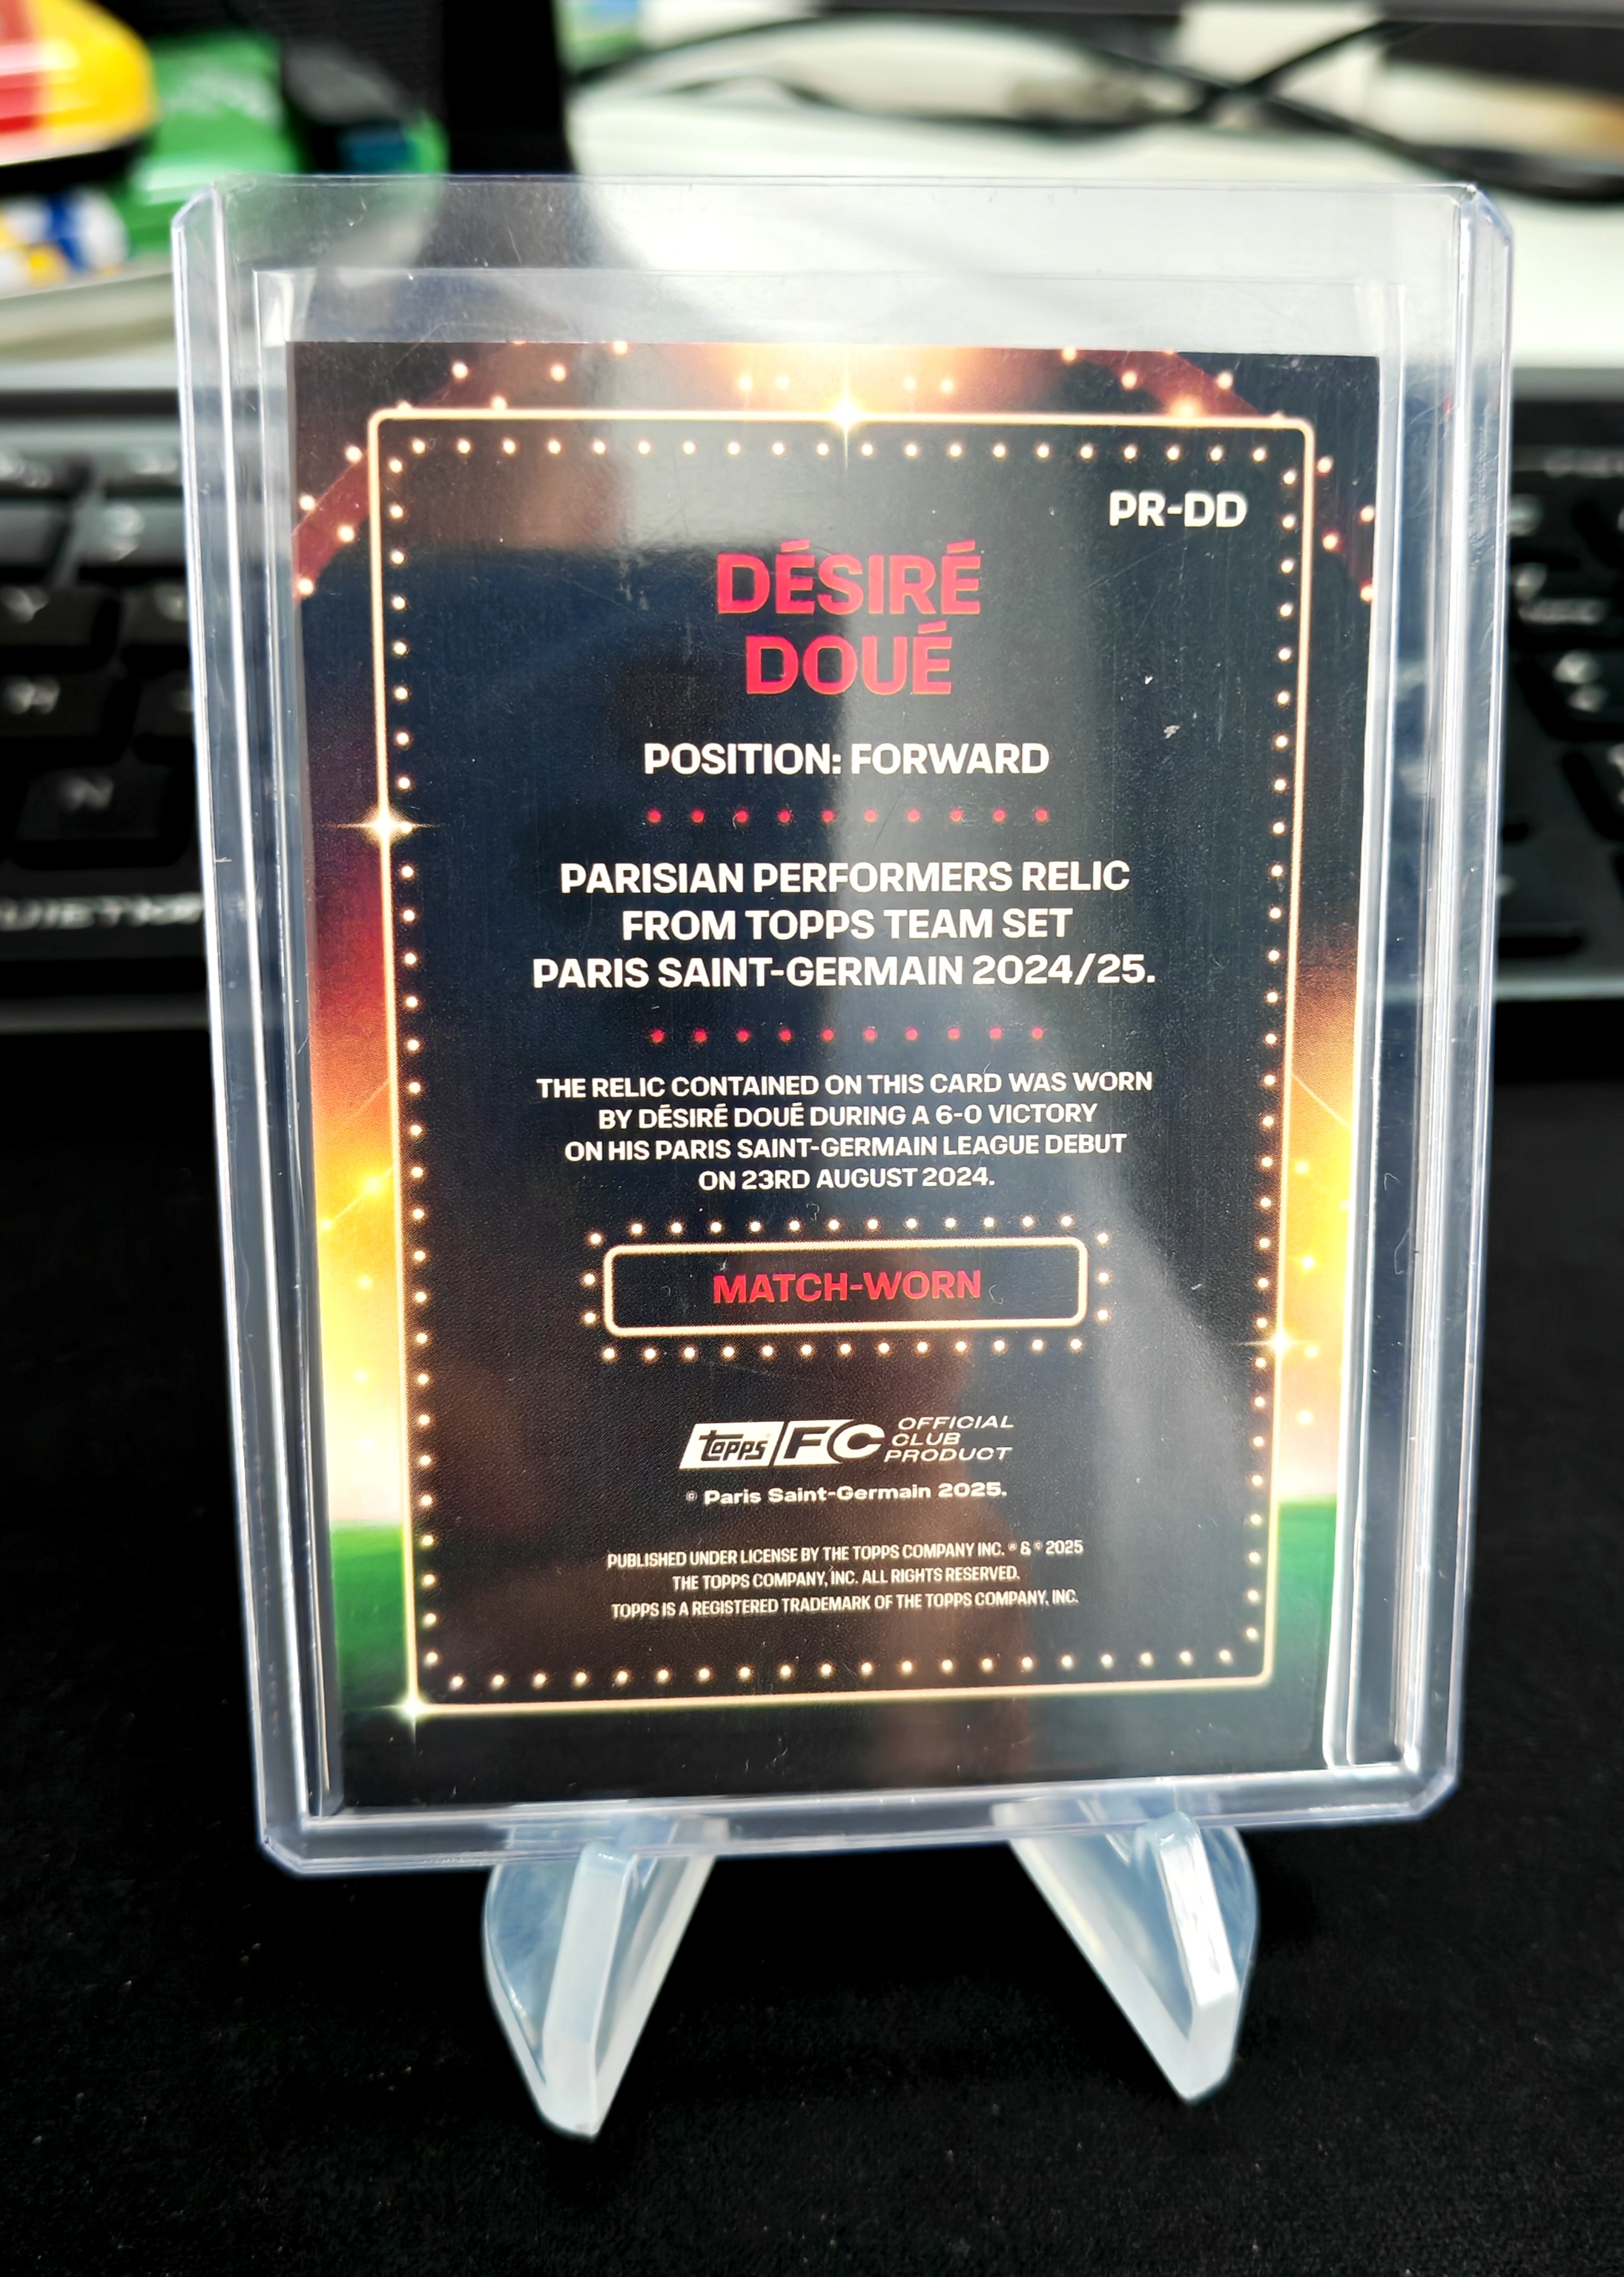 PR-DD
DÉSIRÉ
DOUÉ
POSITION: FORWARD
PARISIAN PERFORMERS RELIC
FROM TOPPS TEAM SET
PARIS SAINT-GERMAIN 2024/25.
THE RELIC CONTAINED ON THIS CARD WAS WORN
BY DÉSIRÉ DOUÉ DURING A 6-0 VICTORY
ON HIS PARIS SAINT-GERMAIN LEAGUE DEBUT
ON 23RD AUGUST 2024.
MATCH-WORN
topps FC OFFICIAL
CLUB
PRODUCT
© Paris Saint-Germain 2025.
PUBLISHED UNDER LICENSE BY THE TOPPS COMPANY INC. ® & © 2025
THE TOPPS COMPANY, INC. ALL RIGHTS RESERVED.
TOPPS IS A REGISTERED TRADEMARK OF THE TOPPS COMPANY, INC.